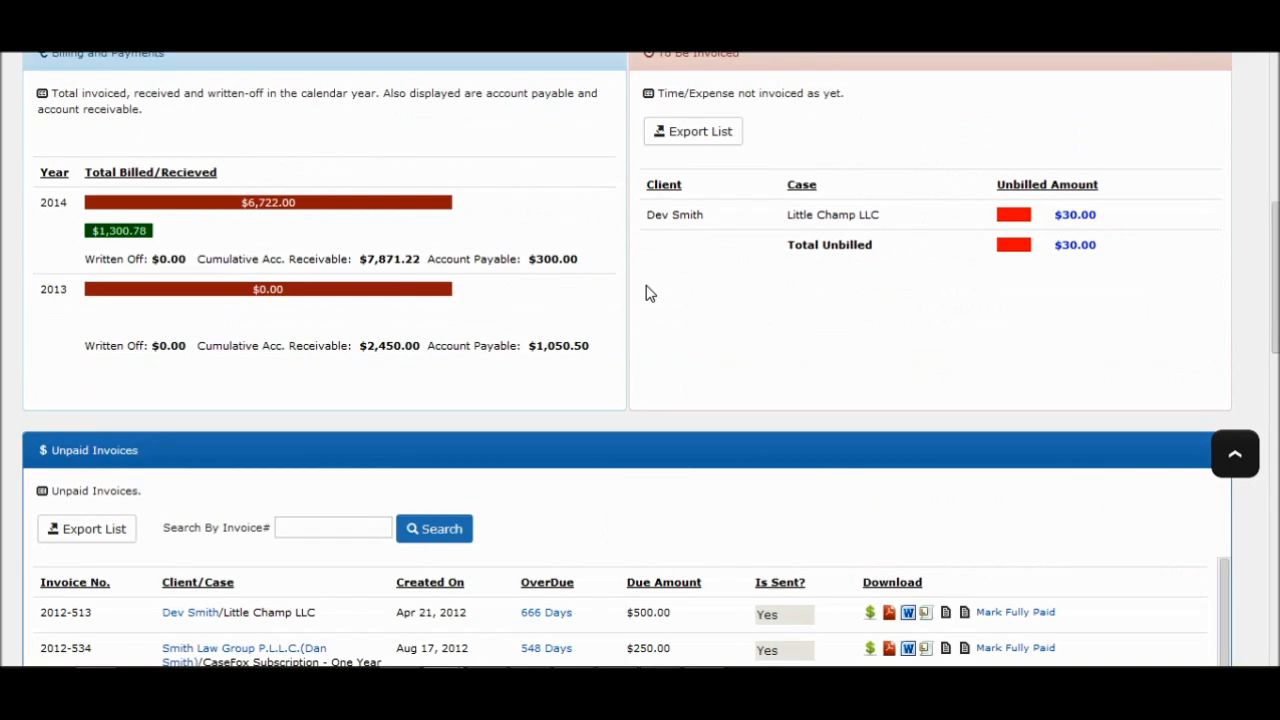 Billing and Payments
Total invoiced, received and written-off in the calendar year. Also displayed are account payable and
account receivable.
Year Total Billed/Recieved
2014 $6,722.00
$1,300.78
Written Off: $0.00 Cumulative Acc. Receivable: $7,871.22 Account Payable: $300.00
2013 $0.00
Written Off: $0.00 Cumulative Acc. Receivable: $2,450.00 Account Payable: $1,050.50
To Be Invoiced
Time/Expense not invoiced as yet.
Export List
Client Case Unbilled Amount
Dev Smith Little Champ LLC $30.00
Total Unbilled $30.00
$ Unpaid Invoices
Unpaid Invoices.
Export List Search By Invoice# Search
Invoice No. Client/Case Created On OverDue Due Amount Is Sent? Download
2012-513 Dev Smith/Little Champ LLC Apr 21, 2012 666 Days $500.00 Yes $ W Mark Fully Paid
2012-534 Smith Law Group P.L.L.C.(Dan Aug 17, 2012 548 Days $250.00 Yes $ W Mark Fully Paid
Smith)/CaseFox Subscription - One Year